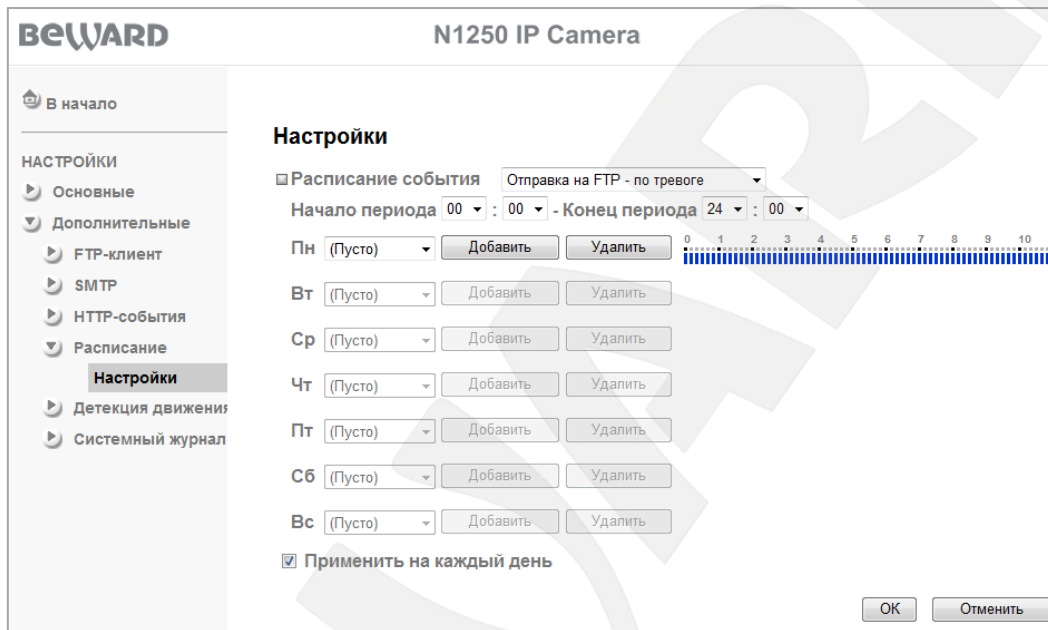 BEWARD
N1250 IP Camera
В начало
НАСТРОЙКИ
Основные
Дополнительные
FTP-клиент
SMTP
HTTP-события
Расписание
Настройки
Детекция движения
Системный журнал
Настройки
Расписание события Отправка на FTP - по тревоге
Начало периода 00 : 00 - Конец периода 24 : 00
Пн (Пусто) Добавить Удалить 0 1 2 3 4 5 6 7 8 9 10
Вт (Пусто) Добавить Удалить
Ср (Пусто) Добавить Удалить
Чт (Пусто) Добавить Удалить
Пт (Пусто) Добавить Удалить
Сб (Пусто) Добавить Удалить
Вс (Пусто) Добавить Удалить
Применить на каждый день
OK Отменить